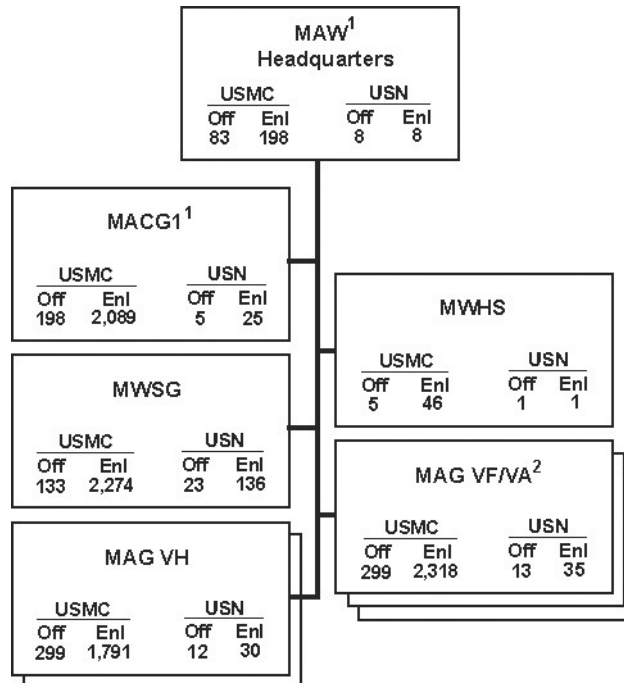 MAW1
Headquarters
USMC USN
Off Enl Off Enl
83 198 8 8
MACG1 1
USMC USN
Off Enl Off Enl
198 2,089 5 25
MWHS
USMC USN
Off Enl Off Enl
5 46 1 1
MWSG
USMC USN
Off Enl Off Enl
133 2,274 23 136
MAG VF/VA2
USMC USN
Off Enl Off Enl
299 2,318 13 35
MAG VH
USMC USN
Off Enl Off Enl
299 1,791 12 30